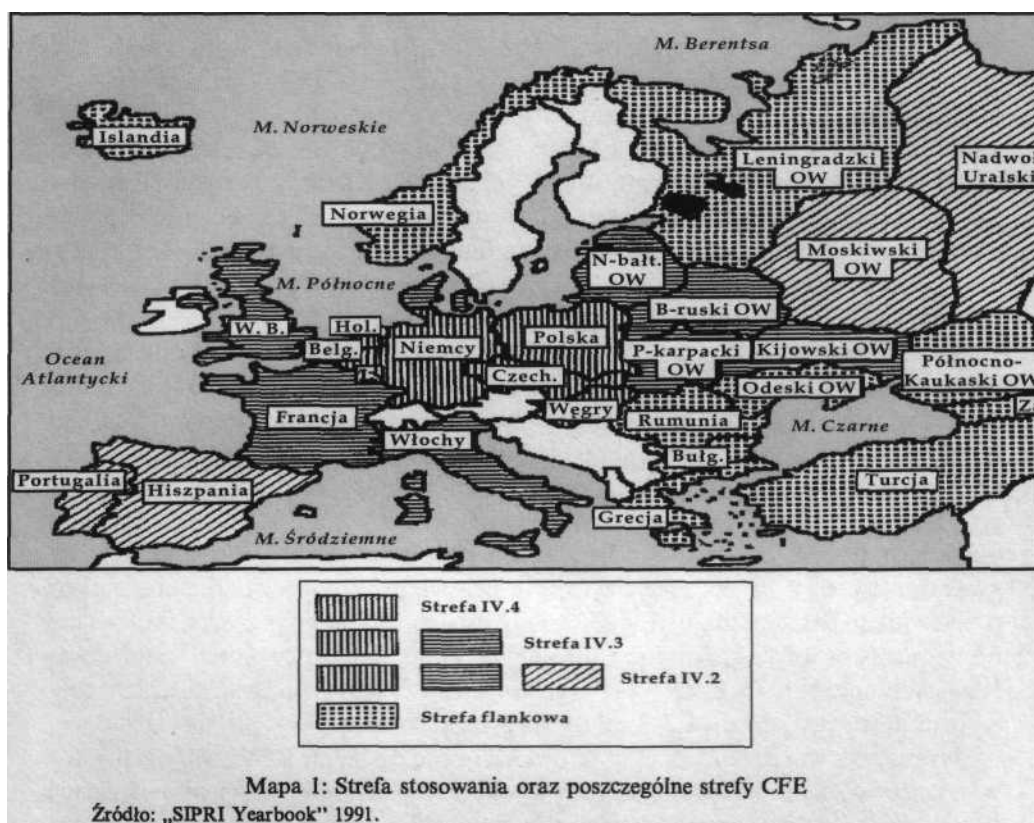 M. Berentsa
Islandia
M. Norweskie
Leningradzki
OW
Nadwoł
Uralski
Norwegia
Moskiwski
OW
N-bałt.
OW
M. Północne
B-ruski OW
W. B.
Hol.
Belg.
Niemcy
Polska
P-karpacki
OW
Kijowski OW
Ocean
Atlantycki
Czech.
Północno-
Kaukaski OW
Odeski OW
Węgry
Francja
Rumunia
Z
Włochy
M. Czarne
Bułg.
Portugalia
Hiszpania
Turcja
Grecja
M. Śródziemne
Strefa IV.4
Strefa IV.3
Strefa IV.2
Strefa flankowa
Mapa 1: Strefa stosowania oraz poszczególne strefy CFE
Źródło: „SIPRI Yearbook” 1991.